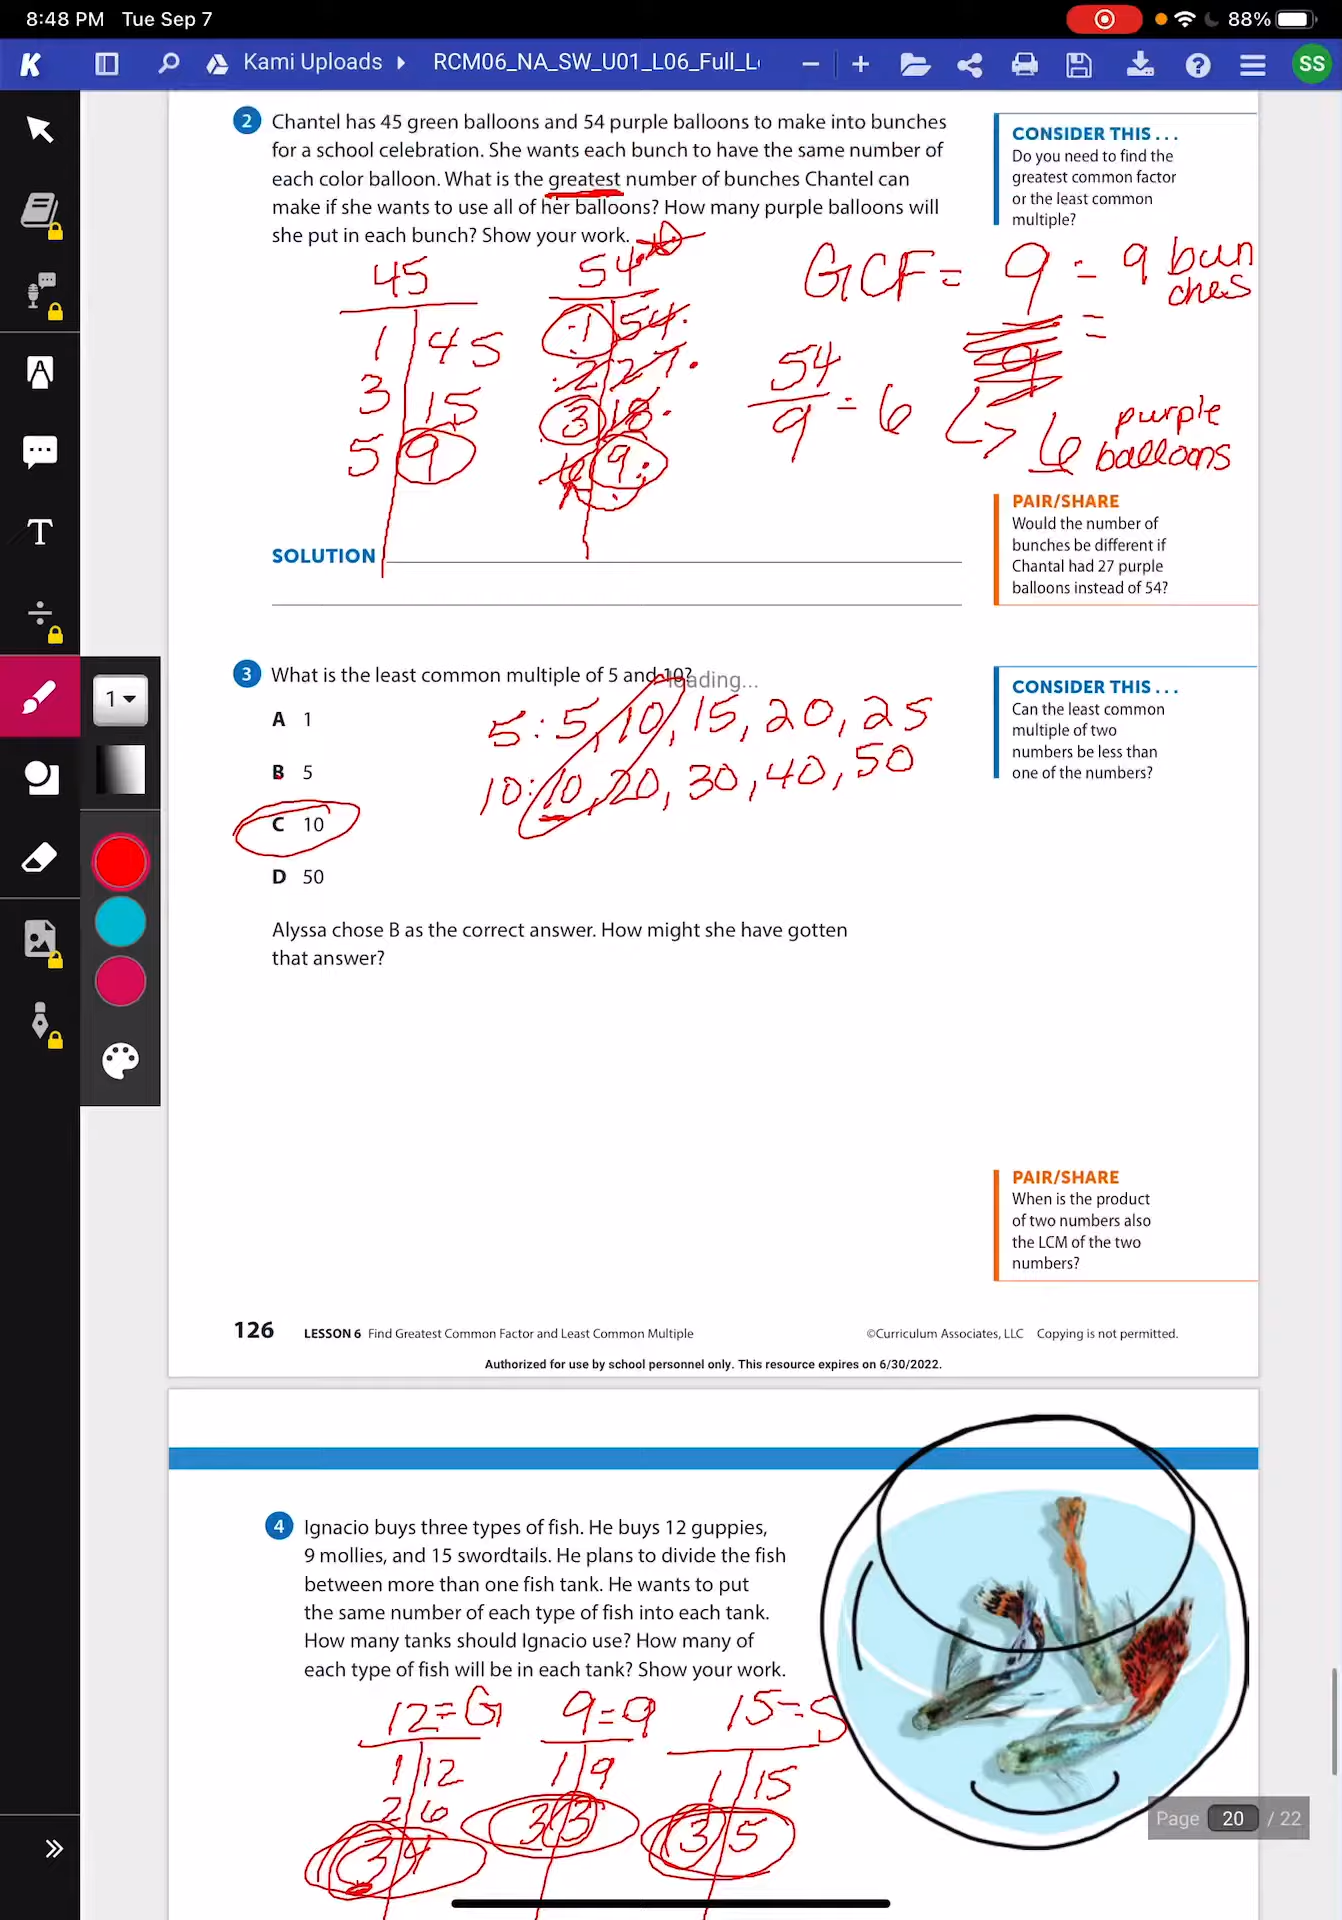 8:48 PM Tue Sep 7
88%
K
Kami Uploads
RCM06_NA_SW_U01_L06_Full_L
SS
2 Chantel has 45 green balloons and 54 purple balloons to make into bunches
for a school celebration. She wants each bunch to have the same number of
each color balloon. What is the greatest number of bunches Chantel can
make if she wants to use all of her balloons? How many purple balloons will
she put in each bunch? Show your work.
CONSIDER THIS . . .
Do you need to find the
greatest common factor
or the least common
multiple?
45
1 45
3 15
5 9
54
1 54
2 27
3 18
6 9
GCF = 9 = 9 bun
ches
=
9
54
9 = 6
6 purple
balloons
PAIR/SHARE
Would the number of
bunches be different if
Chantal had 27 purple
balloons instead of 54?
SOLUTION
3 What is the least common multiple of 5 and 10?
loading...
A 1
B 5
C 10
D 50
5: 5, 10, 15, 20, 25
10: 10, 20, 30, 40, 50
CONSIDER THIS . . .
Can the least common
multiple of two
numbers be less than
one of the numbers?
1
Alyssa chose B as the correct answer. How might she have gotten
that answer?
PAIR/SHARE
When is the product
of two numbers also
the LCM of the two
numbers?
126 LESSON 6 Find Greatest Common Factor and Least Common Multiple
©Curriculum Associates, LLC Copying is not permitted.
Authorized for use by school personnel only. This resource expires on 6/30/2022.
4 Ignacio buys three types of fish. He buys 12 guppies,
9 mollies, and 15 swordtails. He plans to divide the fish
between more than one fish tank. He wants to put
the same number of each type of fish into each tank.
How many tanks should Ignacio use? How many of
each type of fish will be in each tank? Show your work.
12=G
1 12
2 6
3 4
9=9
1 9
3 3
15=S
1 15
3 5
Page 20 / 22